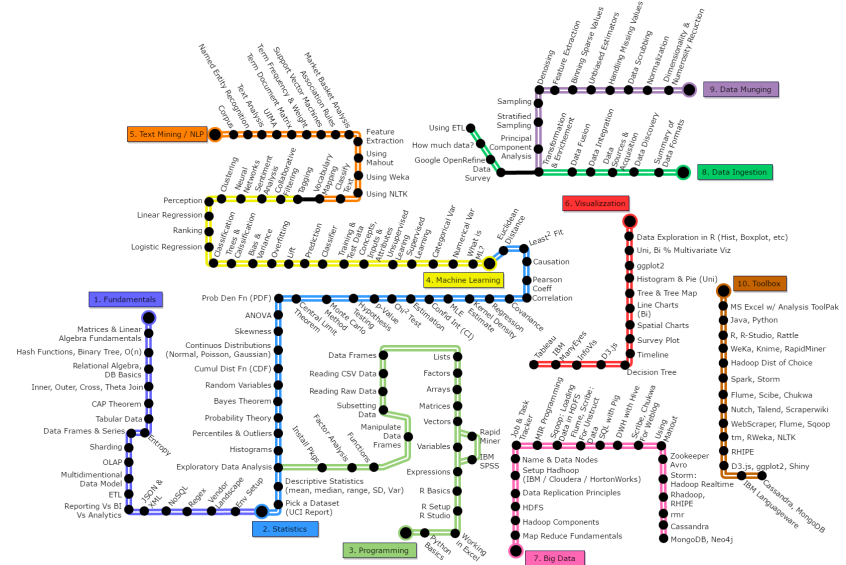 1. Fundamentals
Matrices & Linear
Algebra Fundamentals
Hash Functions, Binary Tree, O(n)
Relational Algebra,
DB Basics
Inner, Outer, Cross, Theta Join
CAP Theorem
Tabular Data
Entropy
Data Frames & Series
Sharding
OLAP
Multidimentional
Data Model
ETL
Reporting Vs BI
Vs Analytics
JSON &
XML
NoSQL
Regex
Vendor
Landscape
Env Setup
2. Statistics
Pick a Dataset
(UCI Report)
Descriptive Statistics
(mean, median, range, SD, Var)
Exploratory Data Analysis
Histograms
Percentiles & Outliers
Probability Theory
Bayes Theorem
Random Variables
Cumul Dist Fn (CDF)
Continuos Distributions
(Normal, Poisson, Gaussian)
Skewness
ANOVA
Prob Den Fn (PDF)
Central Limit
Theorem
Monte Carlo
Method
Hypothesis
Testing
p-Value
Chi² Test
Estimation
Confid Int (CI)
MLE
Kernel Density
Estimate
Regression
Covariance
Correlation
Pearson
Coeff
Causation
Least² Fit
Euclidean
Distance
3. Programming
Python
Basics
Working
in Excel
R Setup
R Studio
R Basics
Expressions
Variables
IBM
SPSS
Rapid
Miner
Vectors
Matrices
Arrays
Factors
Lists
Data Frames
Reading CSV Data
Reading Raw Data
Subsetting
Data
Manipulate
Data
Frames
Functions
Factor Analysis
Install Pkgs
4. Machine Learning
What is
ML?
Numerical Var
Categorical Var
Supervised
Learning
Unsupervised
Learning
Concepts,
Inputs &
Attributes
Training &
Test Data
Classifier
Prediction
Lift
Overfitting
Bias &
Variance
Classification
Trees
Classification
Logistic Regression
Ranking
Linear Regression
Perception
Clustering
Neural
Networks
Sentiment
Analysis
Collaborative
Filtering
Tagging
Vocabulary
Mapping
Classify
Text
5. Text Mining / NLP
Corpus
Named Entity Recognition
Text Analysis
UIMA
Term Document Matrix
Term Frequency & Weight
Support Vector Machines
Association Rules
Market Basket Analysis
Feature
Extraction
Using
Mahout
Using Weka
Using NLTK
6. Visualizzation
Data Exploration in R (Hist, Boxplot, etc)
Uni, Bi % Multivariate Viz
ggplot2
Histogram & Pie (Uni)
Tree & Tree Map
Line Charts
(Bi)
Spatial Charts
Survey Plot
Timeline
Decision Tree
D3.js
InfoVis
ManyEyes
IBM
Tableau
7. Big Data
Map Reduce Fundamentals
Hadoop Components
HDFS
Data Replication Principles
Setup Hadhoop
(IBM / Cloudera / HortonWorks)
Name & Data Nodes
Job & Task
Tracker
MIR Programming
Sqoop: Loading
Data in HDFS
Flume, Scribe:
For Unstruct
Data
SQL with Pig
DWH with Hive
Scribe, Chukwa
For Weblog
Using
Mahout
Zookeeper
Avro
Storm:
Hadoop Realtime
Rhadoop,
RHIPE
rmr
Cassandra
MongoDB, Neo4j
8. Data Ingestion
Summary of
Data Formats
Data Discovery
Data
Sources &
Acquisition
Data Integration
Data Fusion
Transformation
& Enrichement
Data
Survey
Google OpenRefine
How much data?
Using ETL
9. Data Munging
Dimensionality &
Numerosity Recuction
Normalization
Data Scrubbing
Handling Missing Values
Unbiased Estimators
Binning Sparse Values
Feature Extraction
Denoising
Sampling
Stratified
Sampling
Principal
Component
Analysis
10. Toolbox
MS Excel w/ Analysis ToolPak
Java, Python
R, R-Studio, Rattle
WeKa, Knime, RapidMiner
Hadoop Dist of Choice
Spark, Storm
Flume, Scibe, Chukwa
Nutch, Talend, Scraperwiki
WebScraper, Flume, Sqoop
tm, RWeka, NLTK
RHIPE
D3.js, ggplot2, Shiny
IBM Languageware
Cassandra, MongoDB